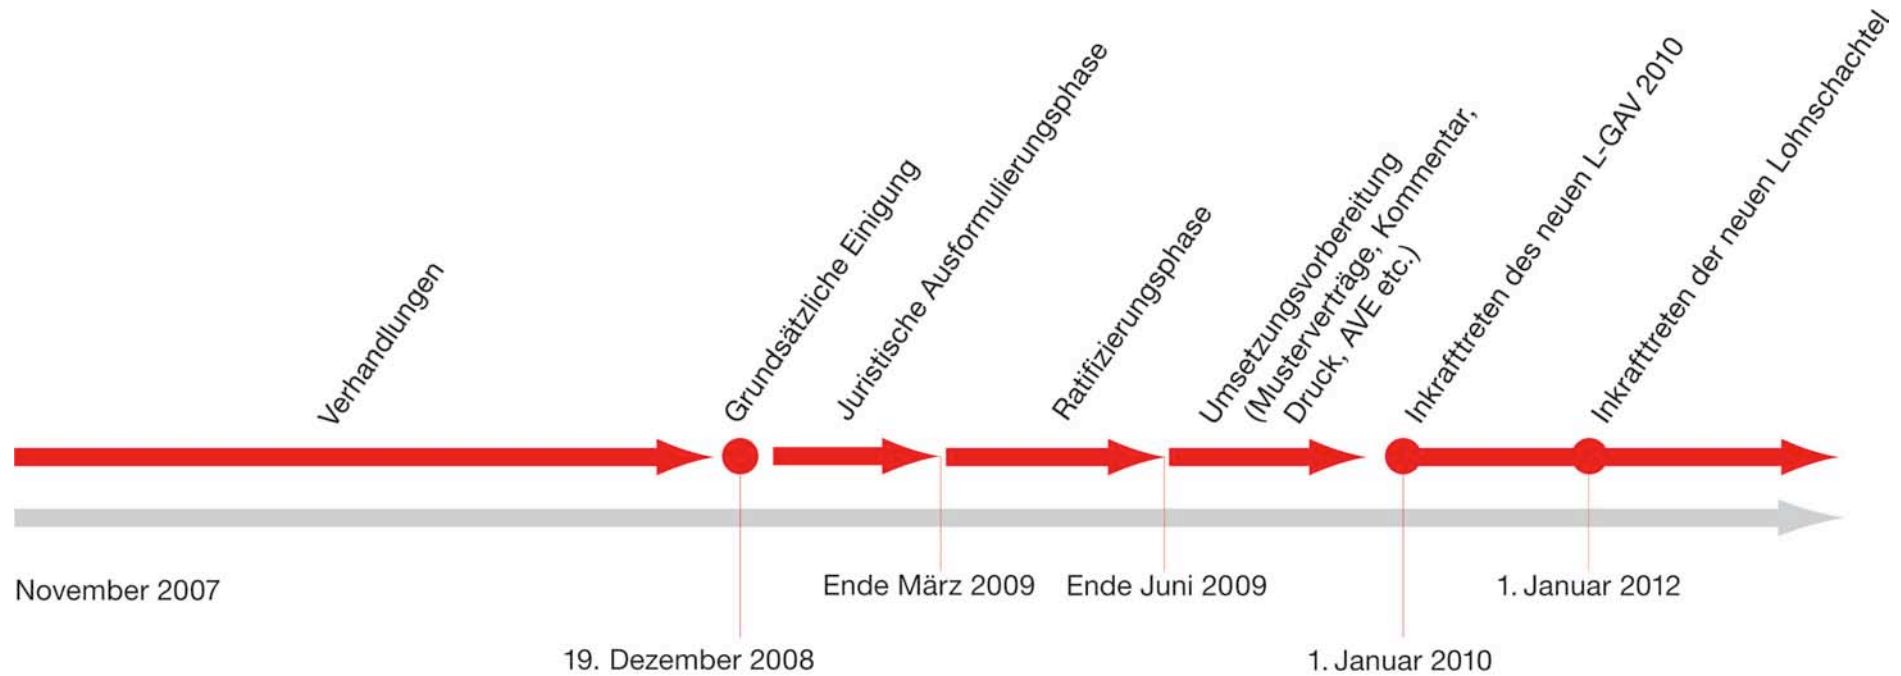 Verhandlungen
Grundsätzliche Einigung
Juristische Ausformulierungsphase
Ratifizierungsphase
Umsetzungsvorbereitung
(Musterverträge, Kommentar,
Druck, AVE etc.)
Inkrafttreten des neuen L-GAV 2010
Inkrafttreten der neuen Lohnschachtel
November 2007
19. Dezember 2008
Ende März 2009
Ende Juni 2009
1. Januar 2010
1. Januar 2012